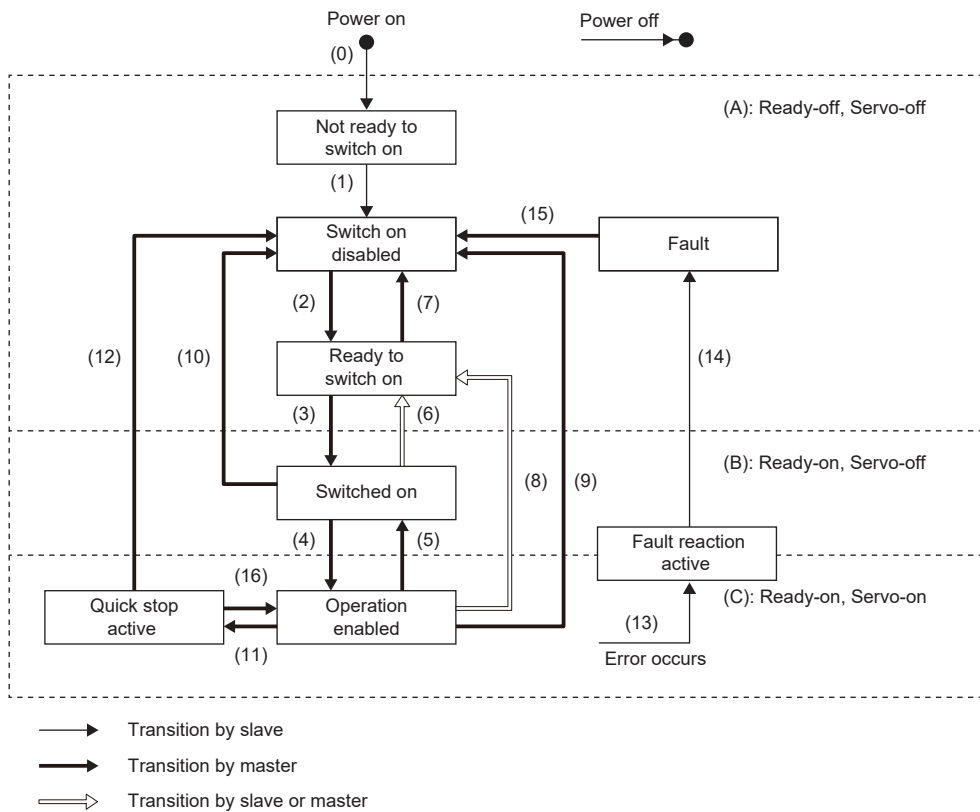 Power on
Power off
(0)
(A): Ready-off, Servo-off
Not ready to
switch on
(1)
(15)
Switch on
disabled
Fault
(2)
(7)
(12)
(10)
Ready to
switch on
(14)
(3)
(6)
(B): Ready-on, Servo-off
(8)
(9)
Switched on
(4)
(5)
Fault reaction
active
(16)
(C): Ready-on, Servo-on
Quick stop
active
Operation
enabled
(13)
(11)
Error occurs
Transition by slave
Transition by master
Transition by slave or master